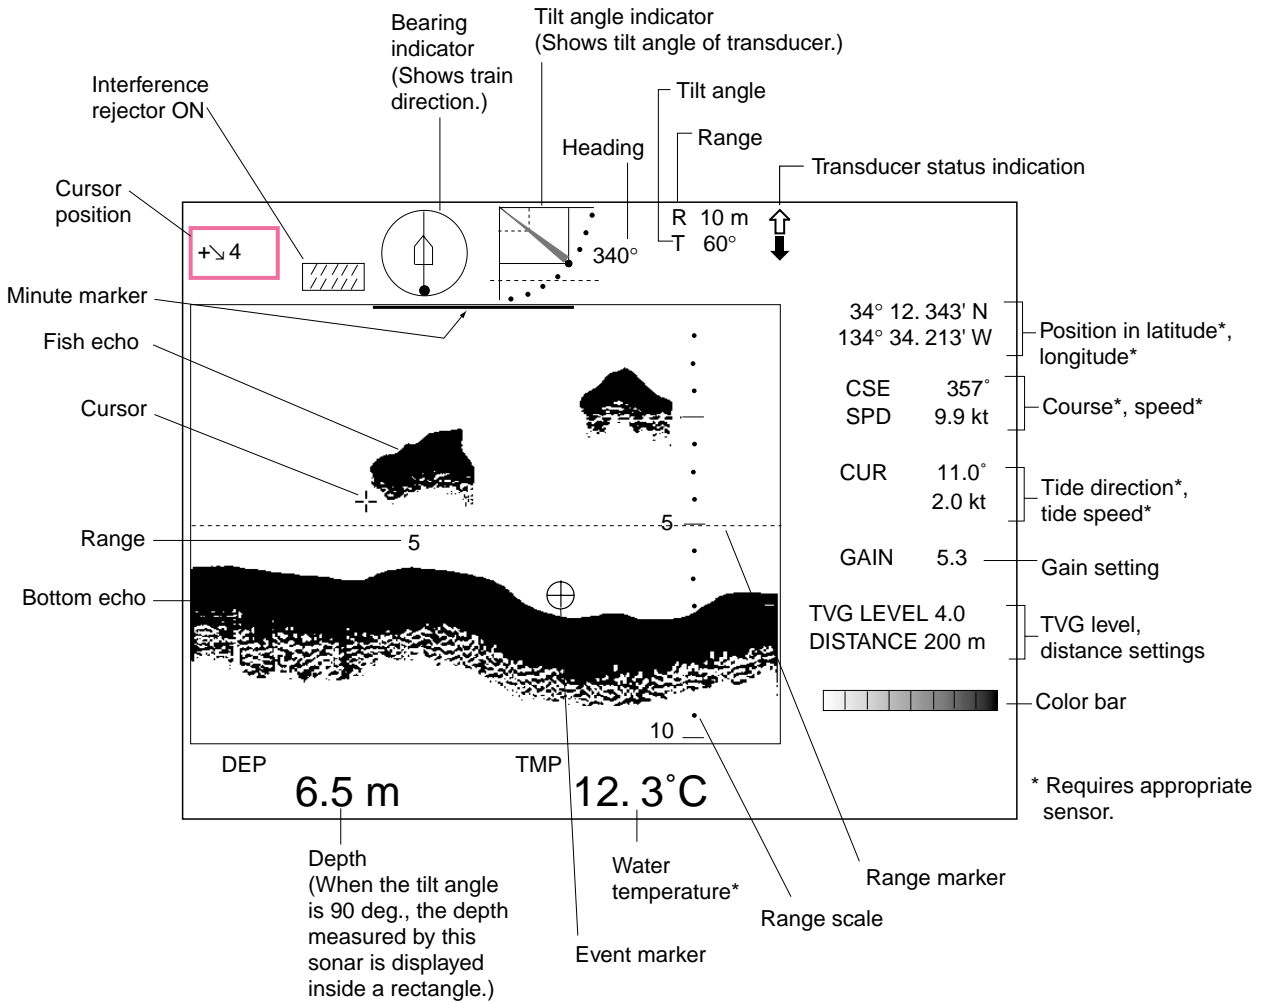 Bearing
indicator
(Shows train
direction.)
Tilt angle indicator
(Shows tilt angle of transducer.)
Interference
rejector ON
Tilt angle
Range
Heading
Transducer status indication
Cursor
position
+↘ 4
340°
R 10 m
T 60°
Minute marker
Fish echo
Cursor
Range
Bottom echo
5
5
10
34° 12. 343' N
134° 34. 213' W
Position in latitude*,
longitude*
CSE 357°
SPD 9.9 kt
Course*, speed*
CUR 11.0°
2.0 kt
Tide direction*,
tide speed*
GAIN 5.3
Gain setting
TVG LEVEL 4.0
DISTANCE 200 m
TVG level,
distance settings
Color bar
DEP
6.5 m
TMP
12. 3°C
* Requires appropriate
sensor.
Depth
(When the tilt angle
is 90 deg., the depth
measured by this
sonar is displayed
inside a rectangle.)
Water
temperature*
Range marker
Range scale
Event marker